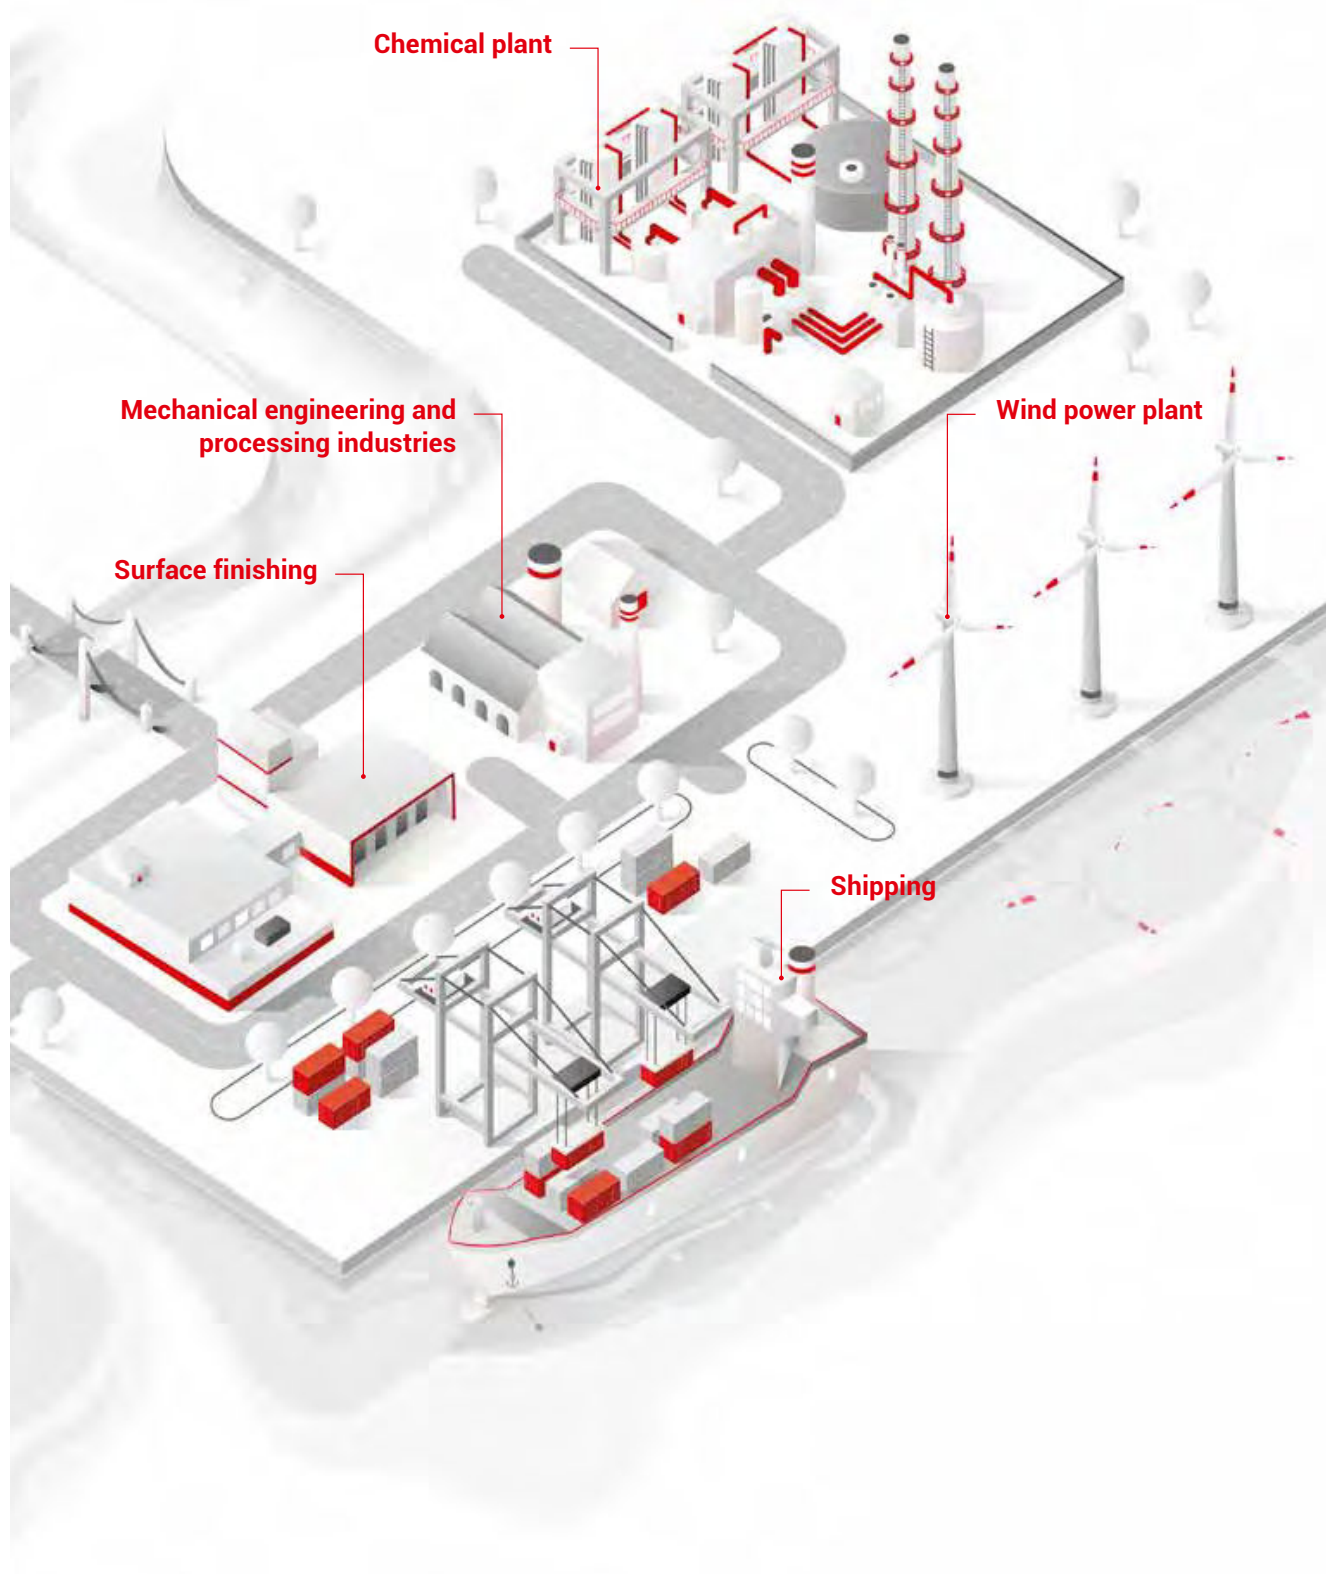 Chemical plant
Mechanical engineering and
processing industries
Wind power plant
Surface finishing
Shipping